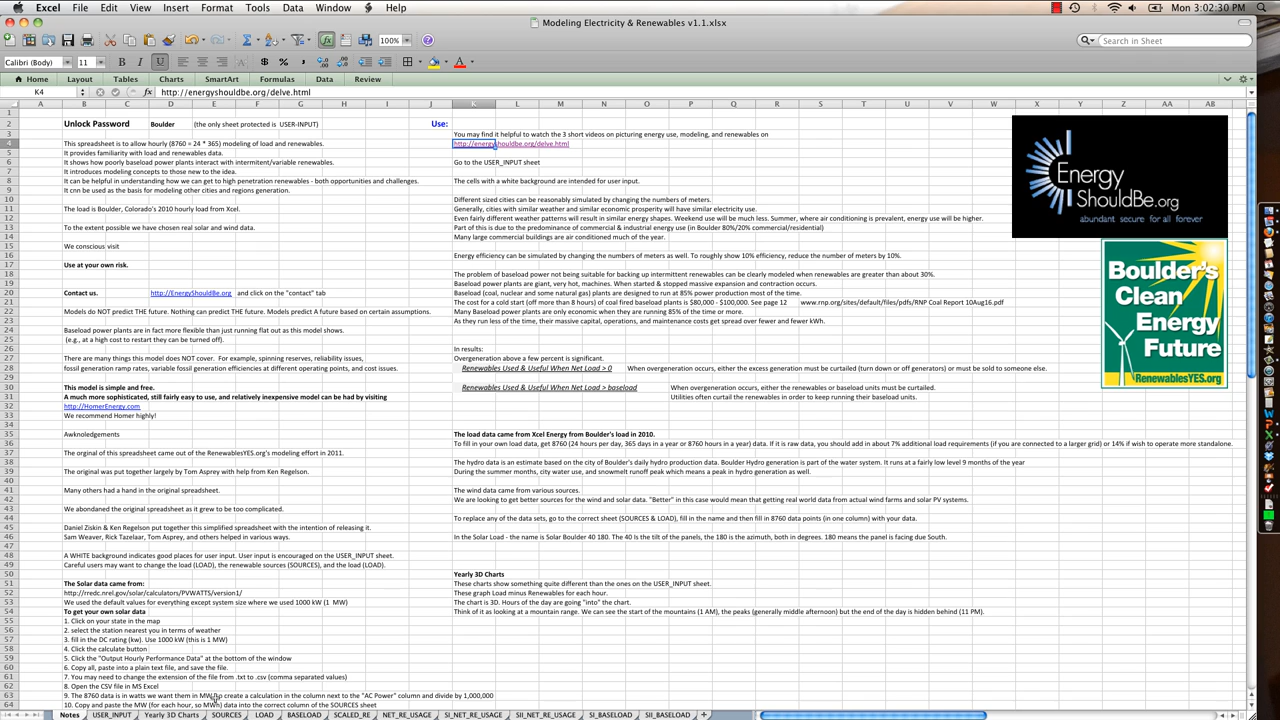 Excel File Edit View Insert Format Tools Data Window Help Mon 3:02:30 PM
Modeling Electricity & Renewables v1.1.xlsx
100% Search in Sheet
Calibri (Body) 11 B I U $ % A
Home Layout Tables Charts SmartArt Formulas Data Review
K4 fx http://energyshouldbe.org/delve.html
A B C D E F G H I J K L M N O P Q R S T U V W X Y Z AA AB
Unlock Password Boulder (the only sheet protected is USER-INPUT) Use:
You may find it helpful to watch the 3 short videos on picturing energy use, modeling, and renewables on
This spreadsheet is to allow hourly (8760 = 24 * 365) modeling of load and renewables. http://energyshouldbe.org/delve.html
It provides familiarity with load and renewables data.
It shows how poorly baseload power plants interact with intermitent/variable renewables. Go to the USER_INPUT sheet
It introduces modeling concepts to those new to the idea.
It can be helpful in understanding how we can get to high penetration renewables - both opportunities and challenges. The cells with a white background are intended for user input.
It cnn be used as the basis for modeling other cities and regions generation.
Different sized cities can be reasonably simulated by changing the numbers of meters.
The load is Boulder, Colorado's 2010 hourly load from Xcel. Generally, cities with similar weather and similar economic prosperity will have similar electricity use.
Even fairly different weather patterns will result in similar energy shapes. Weekend use will be much less. Summer, where air conditioning is prevalent, energy use will be higher.
To the extent possible we have chosen real solar and wind data. Part of this is due to the predominance of commercial & industrial energy use (in Boulder 80%/20% commercial/residential)
Many large commercial buildings are air conditioned much of the year.
We conscious visit
Energy efficiency can be simulated by changing the numbers of meters as well. To roughly show 10% efficiency, reduce the number of meters by 10%.
Use at your own risk.
The problem of baseload power not being suitable for backing up intermittent renewables can be clearly modeled when renewables are greater than about 30%.
Baseload power plants are giant, very hot, machines. When started & stopped massive expansion and contraction occurs.
Contact us. http://EnergyShouldBe.org and click on the "contact" tab Baseload (coal, nuclear and some natural gas) plants are designed to run at 85% power production most of the time.
The cost for a cold start (off more than 8 hours) of coal fired baseplants is $80,000 - $100,000. See page 12 www.rnp.org/sites/default/files/pdfs/RNP Coal Report 10Aug16.pdf
Models do NOT predict THE future. Nothing can predict THE future. Models predict A future based on certain assumptions. Many Baseload power plants are only economic when they are running 85% of the time or more.
As they run less of the time, their massive capital, operations, and maintenance costs get spread over fewer and fewer kWh.
Baseload power plants are in fact more flexible than just running flat out as this model shows.
(e.g., at a high cost to restart they can be turned off).
In results:
There are many things this model does NOT cover. For example, spinning reserves, reliability issues, Overgeneration above a few percent is significant.
fossil generation ramp rates, variable fossil generation efficiencies at different operating points, and cost issues. Renewables Used & Useful When Net Load > 0 When overgeneration occurs, either the excess generation must be curtailed (turn down or off generators) or must be sold to someone else.
This model is simple and free. Renewables Used & Useful When Net Load > baseload When overgeneration occurs, either the renewables or baseload units must be curtailed.
A much more sophisticated, still fairly easy to use, and relatively inexpensive model can be had by visiting Utilities often curtail the renewables in order to keep running their baseload units.
http://HomerEnergy.com
We recommend Homer highly!
Awknoledgements The load data came from Xcel Energy from Boulder's load in 2010.
To fill in your own load data, get 8760 (24 hours per day, 365 days in a year or 8760 hours in a year) data. If it is raw data, you should add in about 7% additional load requirements (if you are connected to a larger grid) or 14% if wish to operate more standalone.
The orginal of this spreadsheet came out of the RenewablesYES.org's modeling effort in 2011.
The hydro data is an estimate based on the city of Boulder's daily hydro production data. Boulder Hydro generation is part of the water system. It runs at a fairly low level 9 months of the year
The original was put together largely by Tom Asprey with help from Ken Regelson. During the summer months, city water use, and snowmelt runoff peak which means a peak in hydro generation as well.
Many others had a hand in the original spreadsheet. The wind data came from various sources.
We are looking to get better sources for the wind and solar data. "Better" in this case would mean that getting real world data from actual wind farms and solar PV systems.
We abondaned the original spreadsheet as it grew to be too complicated.
To replace any of the data sets, go to the correct sheet (SOURCES & LOAD), fill in the name and then fill in 8760 data points (in one column) with your data.
Daniel Ziskin & Ken Regelson put together this simplified spreadsheet with the intention of releasing it.
Sam Weaver, Rick Tazelaar, Tom Asprey, and others helped in various ways. In the Solar Load - the name is Solar Boulder 40 180. The 40 Is the tilt of the panels, the 180 is the azimuth, both in degrees. 180 means the panel is facing due South.
A WHITE background indicates good places for user input. User input is encouraged on the USER_INPUT sheet.
Careful users may want to change the load (LOAD), the renewable sources (SOURCES), and the load (LOAD).
Yearly 3D Charts
The Solar data came from: These charts show something quite different than the ones on the USER_INPUT sheet.
http://rredc.nrel.gov/solar/calculators/PVWATTS/version1/ These graph Load minus Renewables for each hour.
We used the default values for everything except system size where we used 1000 kW (1 MW) The chart is 3D. Hours of the day are going "into" the chart.
To get your own solar data Think of it as looking at a mountain range. We can see the start of the mountains (1 AM), the peaks (generally middle afternoon) but the end of the day is hidden behind (11 PM).
1. Click on your state in the map
2. select the station nearest you in terms of weather
3. fill in the DC rating (kw). Use 1000 kW (this is 1 MW)
4. Click the calculate button
5. Click the "Output Hourly Performance Data" at the bottom of the window
6. Copy all, paste into a plain text file, and save the file.
7. You may need to change the extension of the file from .txt to .csv (comma separated values)
8. Open the CSV file in MS Excel
9. The 8760 data is in watts we want them in MW so create a calculation in the column next to the "AC Power" column and divide by 1,000,000
10. Copy and paste the MW (for each hour, so MWh) data into the correct column of the SOURCES sheet
Energy
ShouldBe.org
abundant secure for all forever
Boulder's
Clean
Energy
Future
RenewablesYES.org
Notes USER_INPUT Yearly 3D Charts SOURCES LOAD BASELOAD SCALED_RE NET_RE_USAGE SI_NET_RE_USAGE SII_NET_RE_USAGE SI_BASELOAD SII_BASELOAD +